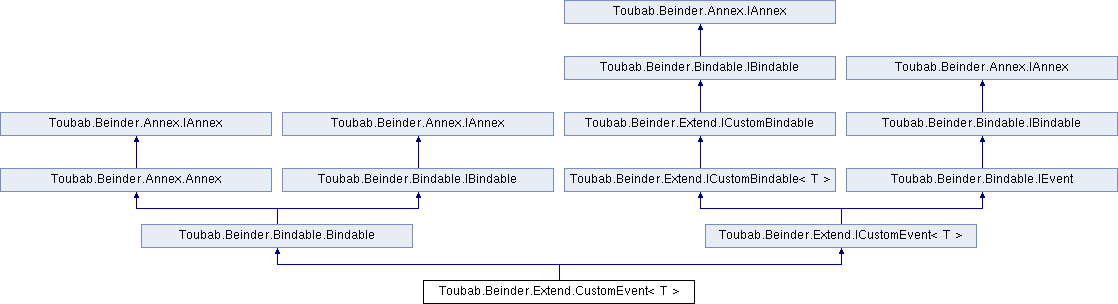 Toubab.Beinder.Annex.IAnnex
Toubab.Beinder.Bindable.IBindable
Toubab.Beinder.Annex.IAnnex
Toubab.Beinder.Annex.IAnnex
Toubab.Beinder.Annex.IAnnex
Toubab.Beinder.Extend.ICustomBindable
Toubab.Beinder.Bindable.IBindable
Toubab.Beinder.Annex.Annex
Toubab.Beinder.Bindable.IBindable
Toubab.Beinder.Extend.ICustomBindable< T >
Toubab.Beinder.Bindable.IEvent
Toubab.Beinder.Bindable.Bindable
Toubab.Beinder.Extend.ICustomEvent< T >
Toubab.Beinder.Extend.CustomEvent< T >